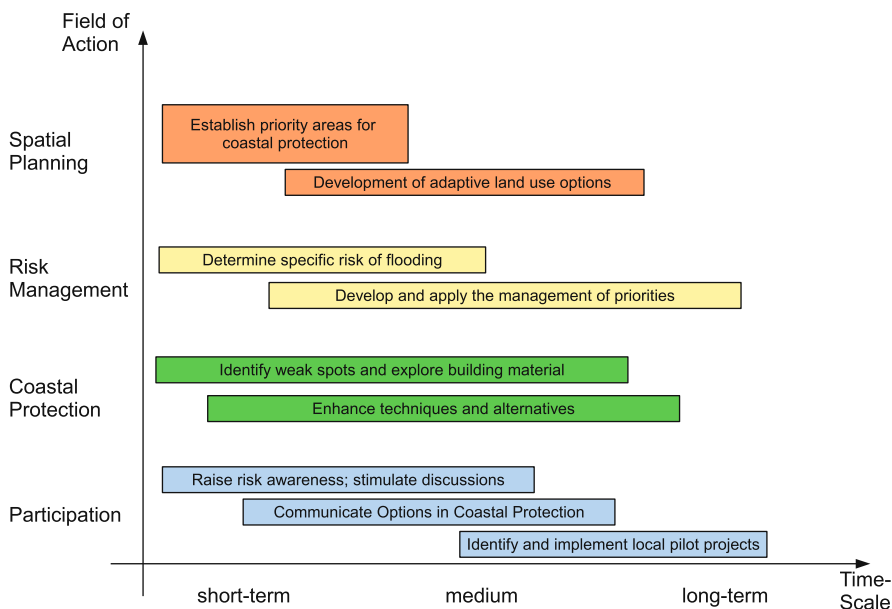 Field of
Action
Spatial
Planning
Establish priority areas for
coastal protection
Development of adaptive land use options
Risk
Management
Determine specific risk of flooding
Develop and apply the management of priorities
Coastal
Protection
Identify weak spots and explore building material
Enhance techniques and alternatives
Participation
Raise risk awareness; stimulate discussions
Communicate Options in Coastal Protection
Identify and implement local pilot projects
short-term
medium
long-term
Time-
Scale